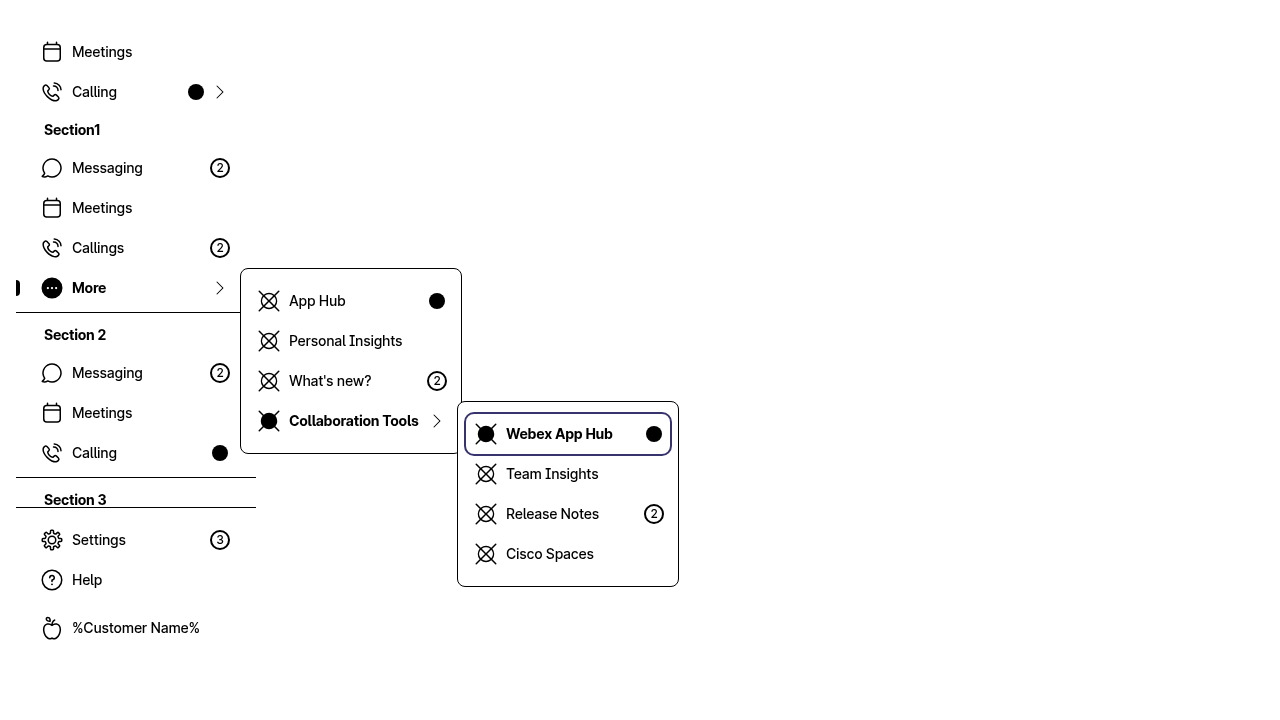 Meetings
Calling
Section1
Messaging 2
Meetings
Callings 2
More
Section 2
Messaging 2
Meetings
Calling
Section 3
Settings 3
Help
%Customer Name%
App Hub
Personal Insights
What's new? 2
Collaboration Tools
Webex App Hub
Team Insights
Release Notes 2
Cisco Spaces